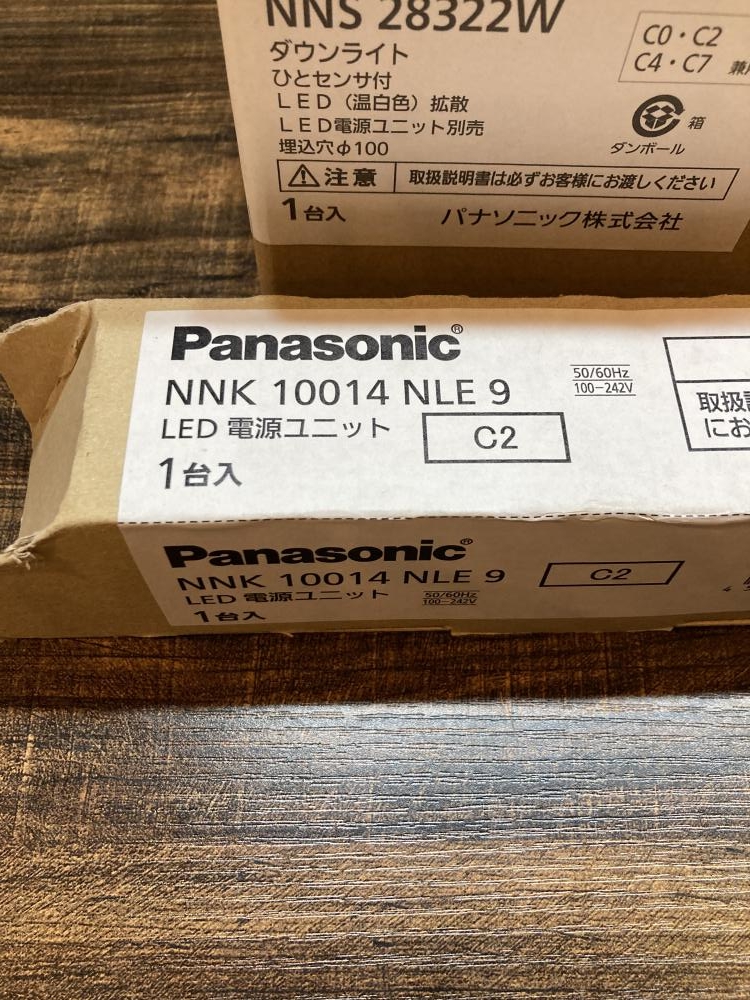 NNS 28322W
ダウンライト
ひとセンサ付
LED（温白色）拡散
LED電源ユニット別売
埋込穴φ100
C0・C2
C4・C7 兼用
箱
ダンボール
注意 取扱説明書は必ずお客様にお渡しください
1台入 パナソニック株式会社
Panasonic®
NNK 10014 NLE 9
50/60Hz
100−242V
LED 電源ユニット
C2
1台入
取扱説
にお
Panasonic®
NNK 10014 NLE 9
C2
LED 電源ユニット
50/60Hz
100−242V
1台入